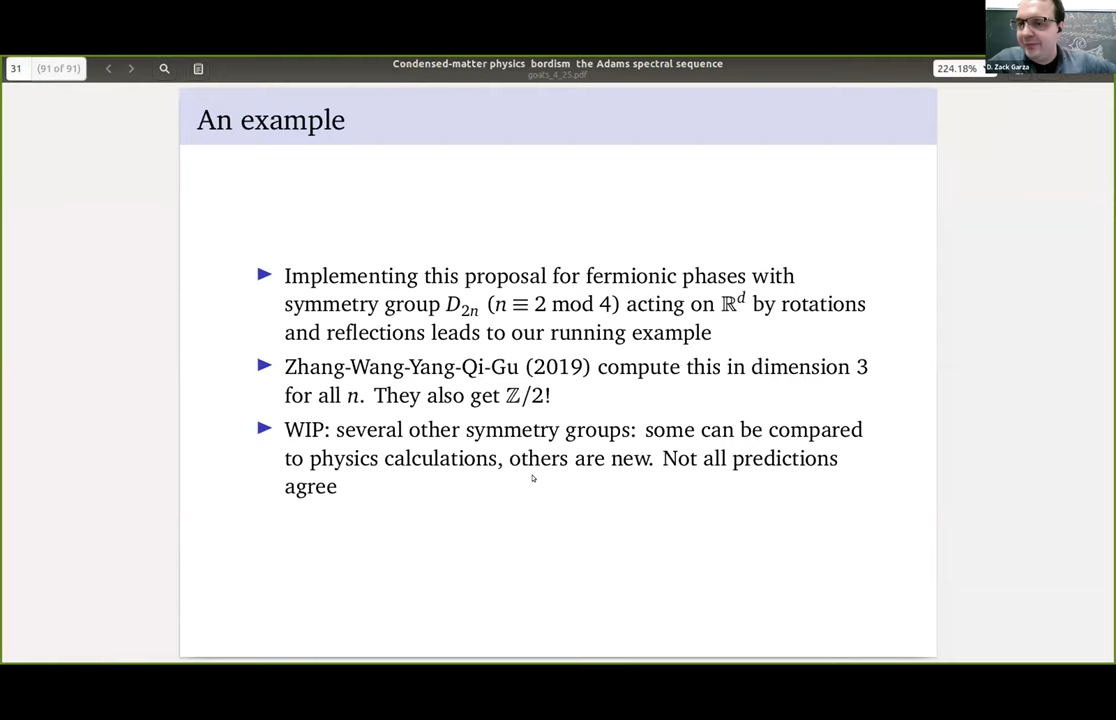 31 (91 of 91)
Condensed-matter physics bordism the Adams spectral sequence
goats_4_25.pdf
224.18%
D. Zack Garza
An example
Implementing this proposal for fermionic phases with
symmetry group D₂ₙ (n ≡ 2 mod 4) acting on ℝᵈ by rotations
and reflections leads to our running example
Zhang-Wang-Yang-Qi-Gu (2019) compute this in dimension 3
for all n. They also get ℤ/2!
WIP: several other symmetry groups: some can be compared
to physics calculations, others are new. Not all predictions
agree